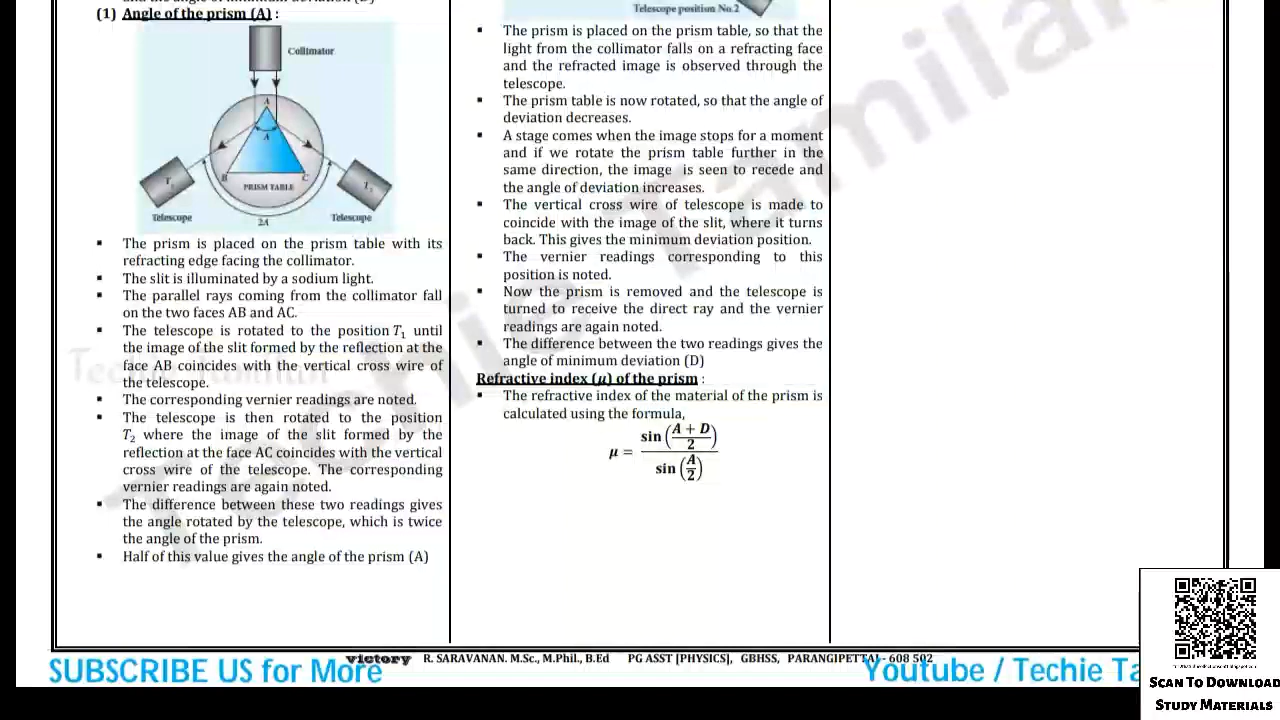 (1) Angle of the prism (A) :
Collimator
A
A
B
C
T1
T2
PRISM TABLE
Telescope
Telescope
2A
▪ The prism is placed on the prism table with its
refracting edge facing the collimator.
▪ The slit is illuminated by a sodium light.
▪ The parallel rays coming from the collimator fall
on the two faces AB and AC.
▪ The telescope is rotated to the position T₁ until
the image of the slit formed by the reflection at the
face AB coincides with the vertical cross wire of
the telescope.
▪ The corresponding vernier readings are noted.
▪ The telescope is then rotated to the position
T₂ where the image of the slit formed by the
reflection at the face AC coincides with the vertical
cross wire of the telescope. The corresponding
vernier readings are again noted.
▪ The difference between these two readings gives
the angle rotated by the telescope, which is twice
the angle of the prism.
▪ Half of this value gives the angle of the prism (A)
Telescope position No.2
▪ The prism is placed on the prism table, so that the
light from the collimator falls on a refracting face
and the refracted image is observed through the
telescope.
▪ The prism table is now rotated, so that the angle of
deviation decreases.
▪ A stage comes when the image stops for a moment
and if we rotate the prism table further in the
same direction, the image is seen to recede and
the angle of deviation increases.
▪ The vertical cross wire of telescope is made to
coincide with the image of the slit, where it turns
back. This gives the minimum deviation position.
▪ The vernier readings corresponding to this
position is noted.
▪ Now the prism is removed and the telescope is
turned to receive the direct ray and the vernier
readings are again noted.
▪ The difference between the two readings gives the
angle of minimum deviation (D)
Refractive index (μ) of the prism :
▪ The refractive index of the material of the prism is
calculated using the formula,
μ = sin((A + D)/2) / sin(A/2)
Techie Tamilan
victory R. SARAVANAN. M.Sc., M.Phil., B.Ed PG ASST [PHYSICS], GBHSS, PARANGIPETTAI - 608 502
SUBSCRIBE US for More
Youtube / Techie Ta
SCAN TO DOWNLOAD
STUDY MATERIALS